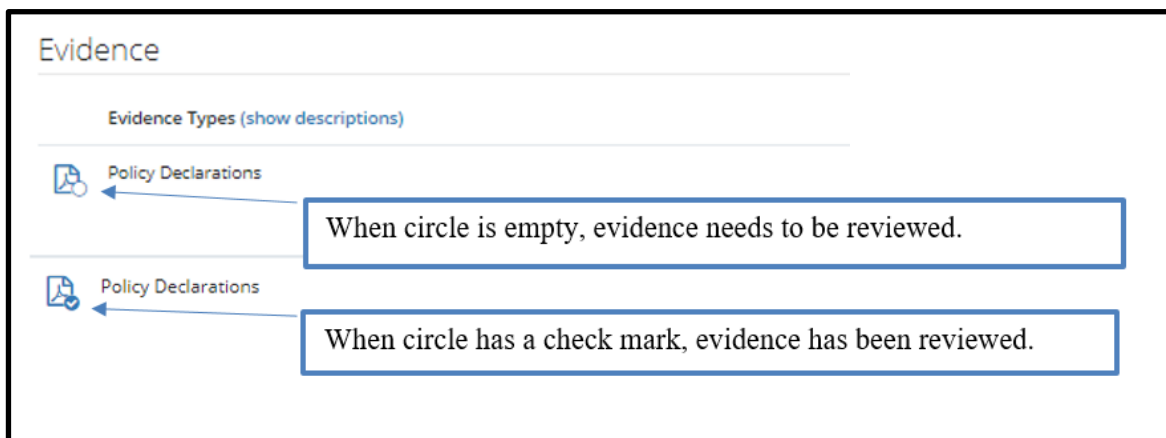 Evidence
Evidence Types (show descriptions)
Policy Declarations
When circle is empty, evidence needs to be reviewed.
Policy Declarations
When circle has a check mark, evidence has been reviewed.